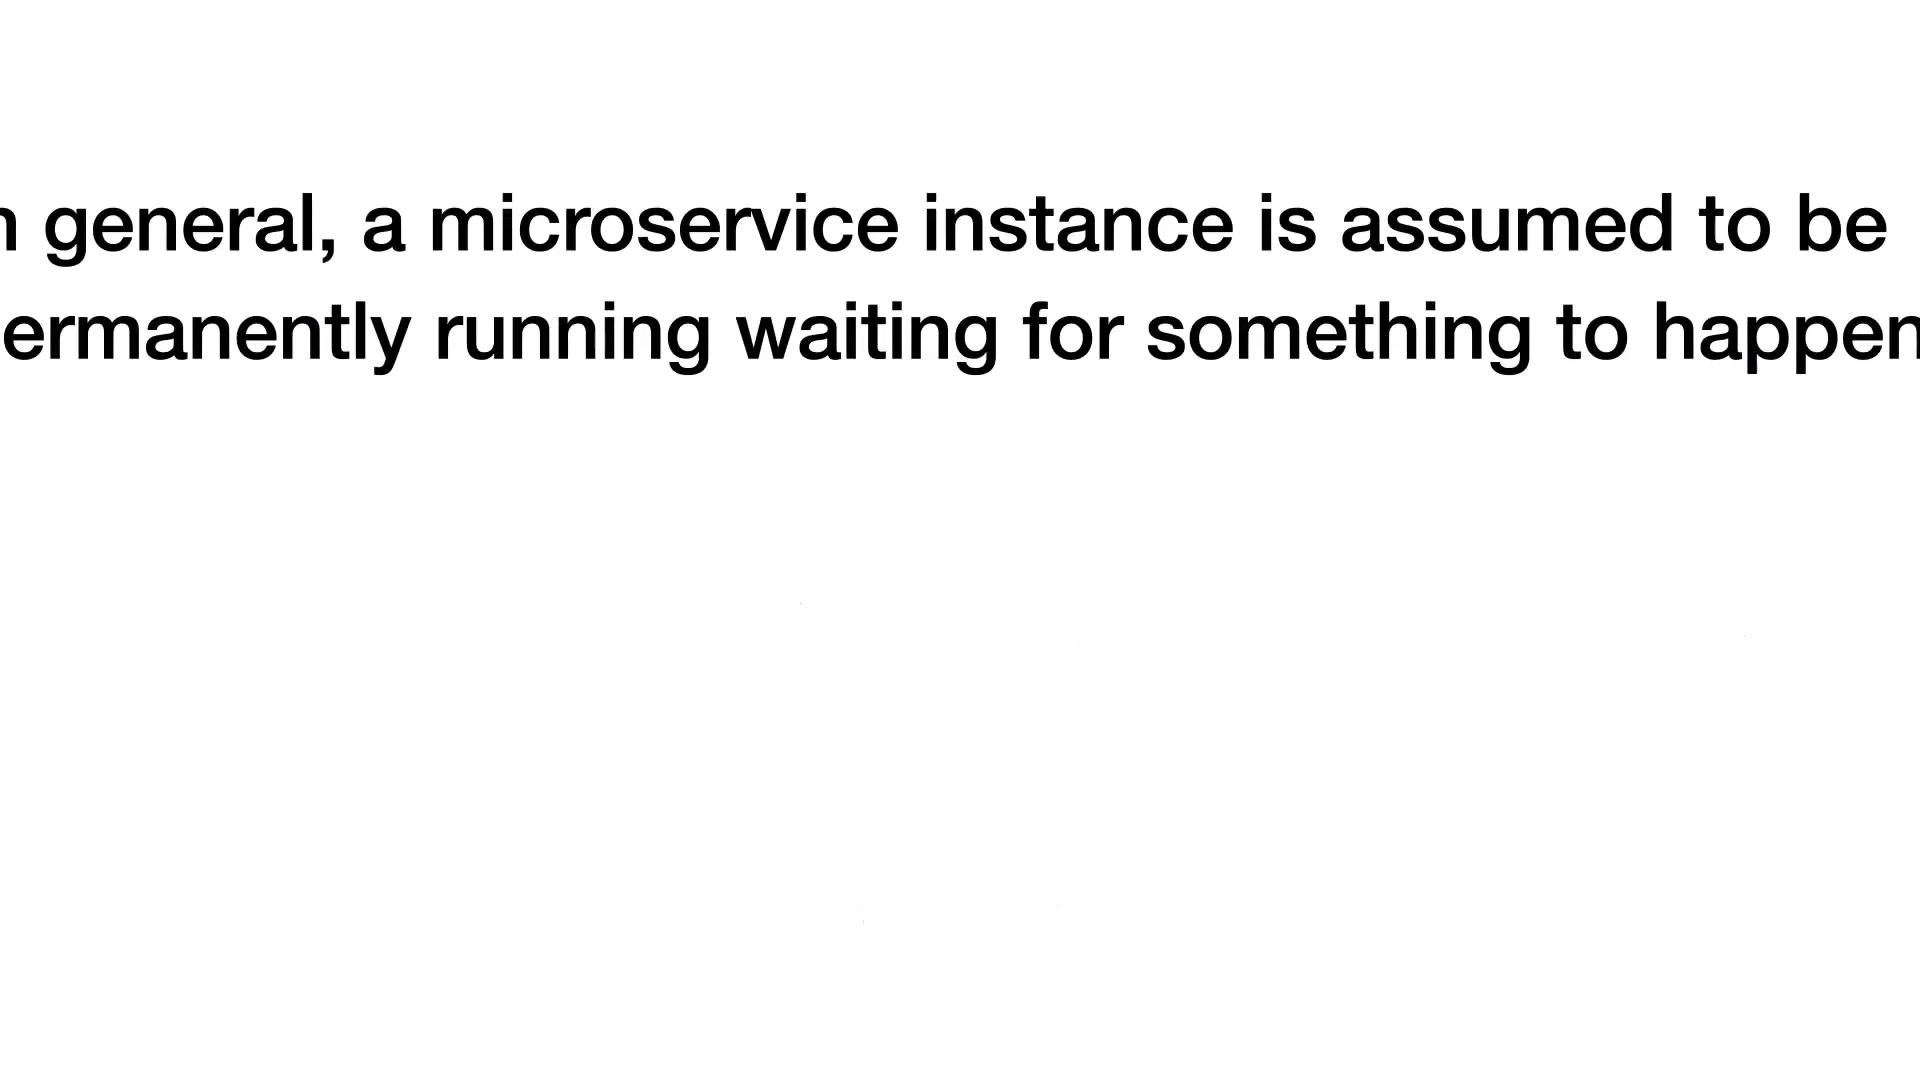 n general, a microservice instance is assumed to be
ermanently running waiting for something to happen